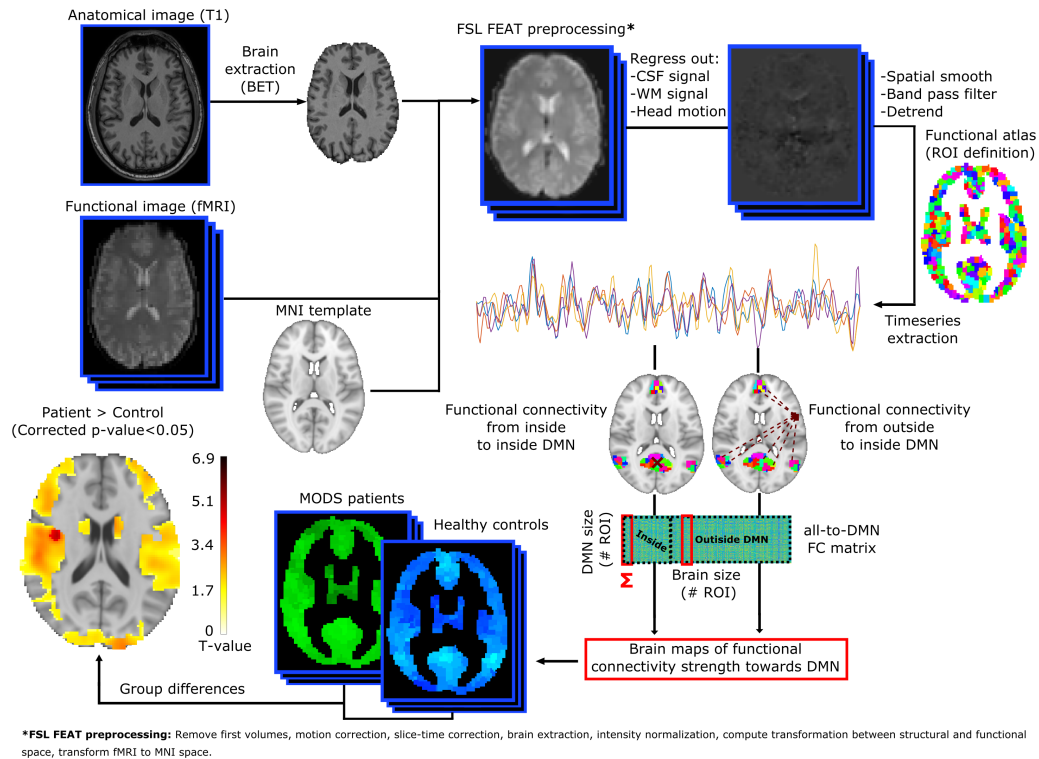 Anatomical image (T1)
Brain
extraction
(BET)
FSL FEAT preprocessing*
Regress out:
-CSF signal
-WM signal
-Head motion
-Spatial smooth
-Band pass filter
-Detrend
Functional atlas
(ROI definition)
Functional image (fMRI)
MNI template
Timeseries
extraction
Functional connectivity
from inside
to inside DMN
Functional connectivity
from outside
to inside DMN
DMN size
(# ROI)
Inside
Outiside DMN
all-to-DMN
FC matrix
Σ
Brain size
(# ROI)
Brain maps of functional
connectivity strength towards DMN
MODS patients
Healthy controls
Group differences
Patient > Control
(Corrected p-value<0.05)
6.9
5.1
3.4
1.7
0
T-value
*FSL FEAT preprocessing: Remove first volumes, motion correction, slice-time correction, brain extraction, intensity normalization, compute transformation between structural and functional
space, transform fMRI to MNI space.